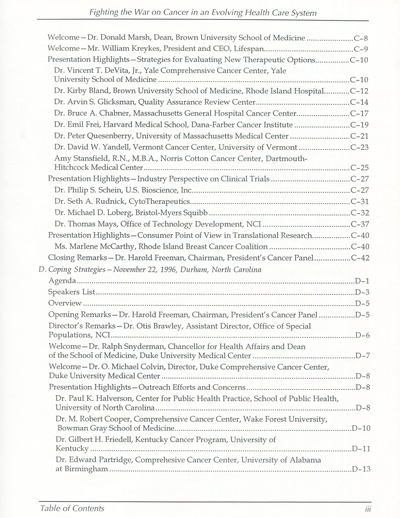 Fighting the War on Cancer in an Evolving Health Care System
Welcome—Dr. Donald Marsh, Dean, Brown University School of Medicine ....................C–8
Welcome—Mr. William Kreykes, President and CEO, Lifespan....................C–9
Presentation Highlights—Strategies for Evaluating New Therapeutic Options....................C–10
Dr. Vincent T. DeVita, Jr., Yale Comprehensive Cancer Center, Yale
University School of Medicine ....................C–10
Dr. Kirby Bland, Brown University School of Medicine, Rhode Island Hospital....................C–12
Dr. Arvin S. Glicksman, Quality Assurance Review Center....................C–14
Dr. Bruce A. Chabner, Massachusetts General Hospital Cancer Center....................C–17
Dr. Emil Frei, Harvard Medical School, Dana-Farber Cancer Institute ....................C–19
Dr. Peter Quesenberry, University of Massachusetts Medical Center ....................C–21
Dr. David W. Yandell, Vermont Cancer Center, University of Vermont ....................C–23
Amy Stansfield, R.N., M.B.A., Norris Cotton Cancer Center, Dartmouth-
Hitchcock Medical Center ....................C–25
Presentation Highlights—Industry Perspective on Clinical Trials ....................C–27
Dr. Philip S. Schein, U.S. Bioscience, Inc....................C–27
Dr. Seth A. Rudnick, CytoTherapeutics....................C–31
Dr. Michael D. Loberg, Bristol-Myers Squibb ....................C–32
Dr. Thomas Mays, Office of Technology Development, NCI ....................C–37
Presentation Highlights—Consumer Point of View in Translational Research....................C–40
Ms. Marlene McCarthy, Rhode Island Breast Cancer Coalition ....................C–40
Closing Remarks—Dr. Harold Freeman, Chairman, President's Cancer Panel....................C–42
D. Coping Strategies—November 22, 1996, Durham, North Carolina
Agenda....................D–1
Speakers List....................D–3
Overview ....................D–5
Opening Remarks—Dr. Harold Freeman, Chairman, President's Cancer Panel ....................D–5
Director's Remarks—Dr. Otis Brawley, Assistant Director, Office of Special
Populations, NCI....................D–6
Welcome—Dr. Ralph Snyderman, Chancellor for Health Affairs and Dean
of the School of Medicine, Duke University Medical Center ....................D–7
Welcome—Dr. O. Michael Colvin, Director, Duke Comprehensive Cancer Center,
Duke University Medical Center ....................D–8
Presentation Highlights—Outreach Efforts and Concerns....................D–8
Dr. Paul K. Halverson, Center for Public Health Practice, School of Public Health,
University of North Carolina....................D–8
Dr. M. Robert Cooper, Comprehensive Cancer Center, Wake Forest University,
Bowman Gray School of Medicine....................D–10
Dr. Gilbert H. Friedell, Kentucky Cancer Program, University of
Kentucky ....................D–11
Dr. Edward Partridge, Comprehesive Cancer Center, University of Alabama
at Birmingham ....................D–13
Table of Contents
iii